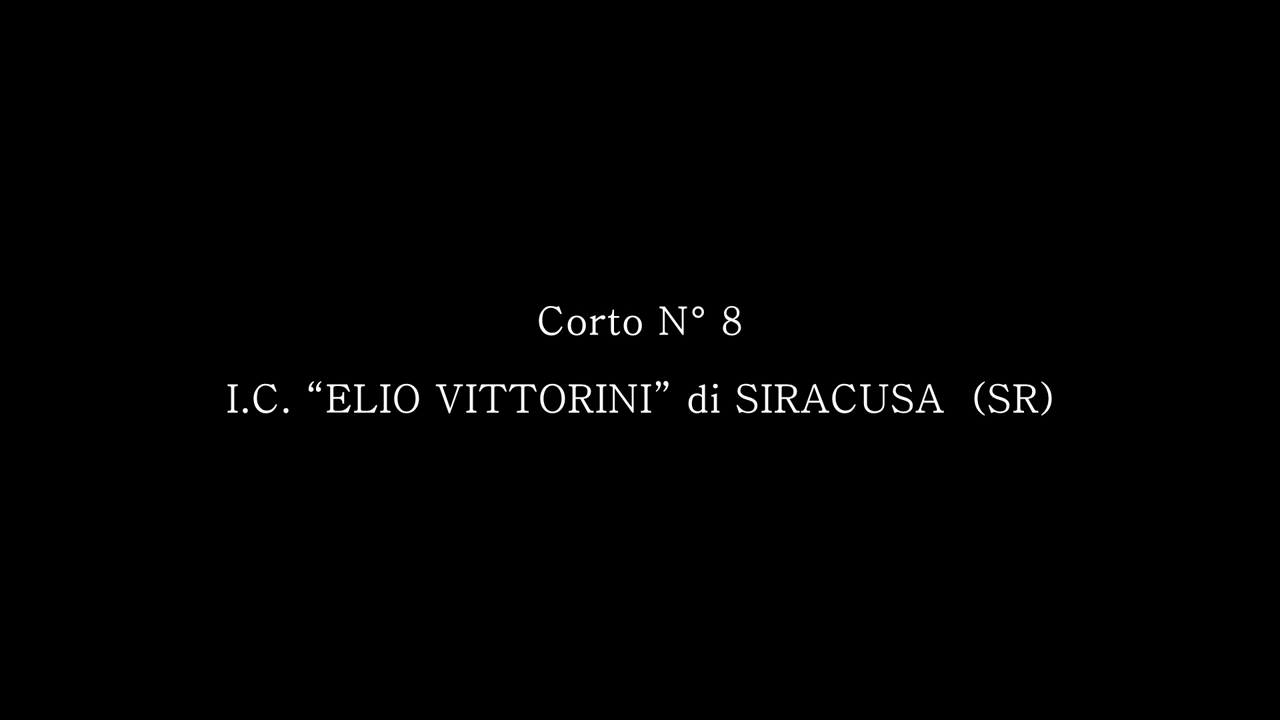 Corto N° 8
I.C. “ELIO VITTORINI” di SIRACUSA (SR)